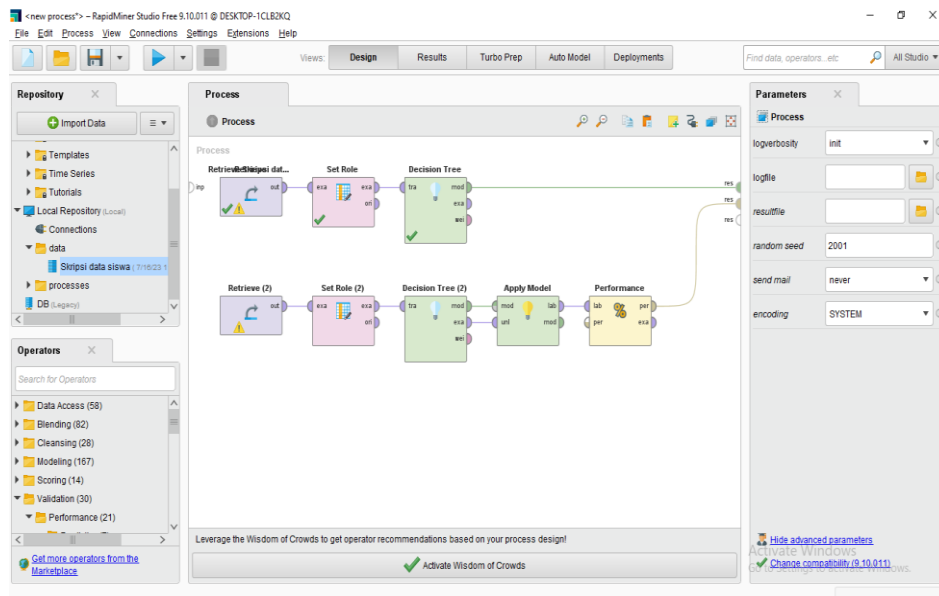 <new process*> – RapidMiner Studio Free 9.10.011 @ DESKTOP-1CLB2KQ
File Edit Process View Connections Settings Extensions Help
Views: Design Results Turbo Prep Auto Model Deployments
Find data, operators...etc All Studio
Repository
Import Data
Templates
Time Series
Tutorials
Local Repository (Local)
Connections
data
Skripsi data siswa (7/16/23 1
processes
DB (Legacy)
Operators
Search for Operators
Data Access (58)
Blending (82)
Cleansing (28)
Modeling (167)
Scoring (14)
Validation (30)
Performance (21)
Get more operators from the
Marketplace
Process
Process
Process
inp
Set Role
Decision Tree
out
exa exa
ori
tra mod
exa
wei
res
res
res
Retrieve (2)
Set Role (2)
Decision Tree (2)
Apply Model
Performance
out
exa exa
ori
tra mod
exa
wei
mod lab
unl mod
lab per
per exa
Leverage the Wisdom of Crowds to get operator recommendations based on your process design!
Activate Wisdom of Crowds
Parameters
Process
logverbosity init
logfile
resultfile
random seed 2001
send mail never
encoding SYSTEM
Hide advanced parameters
Activate Windows
Change compatibility (9.10.011)